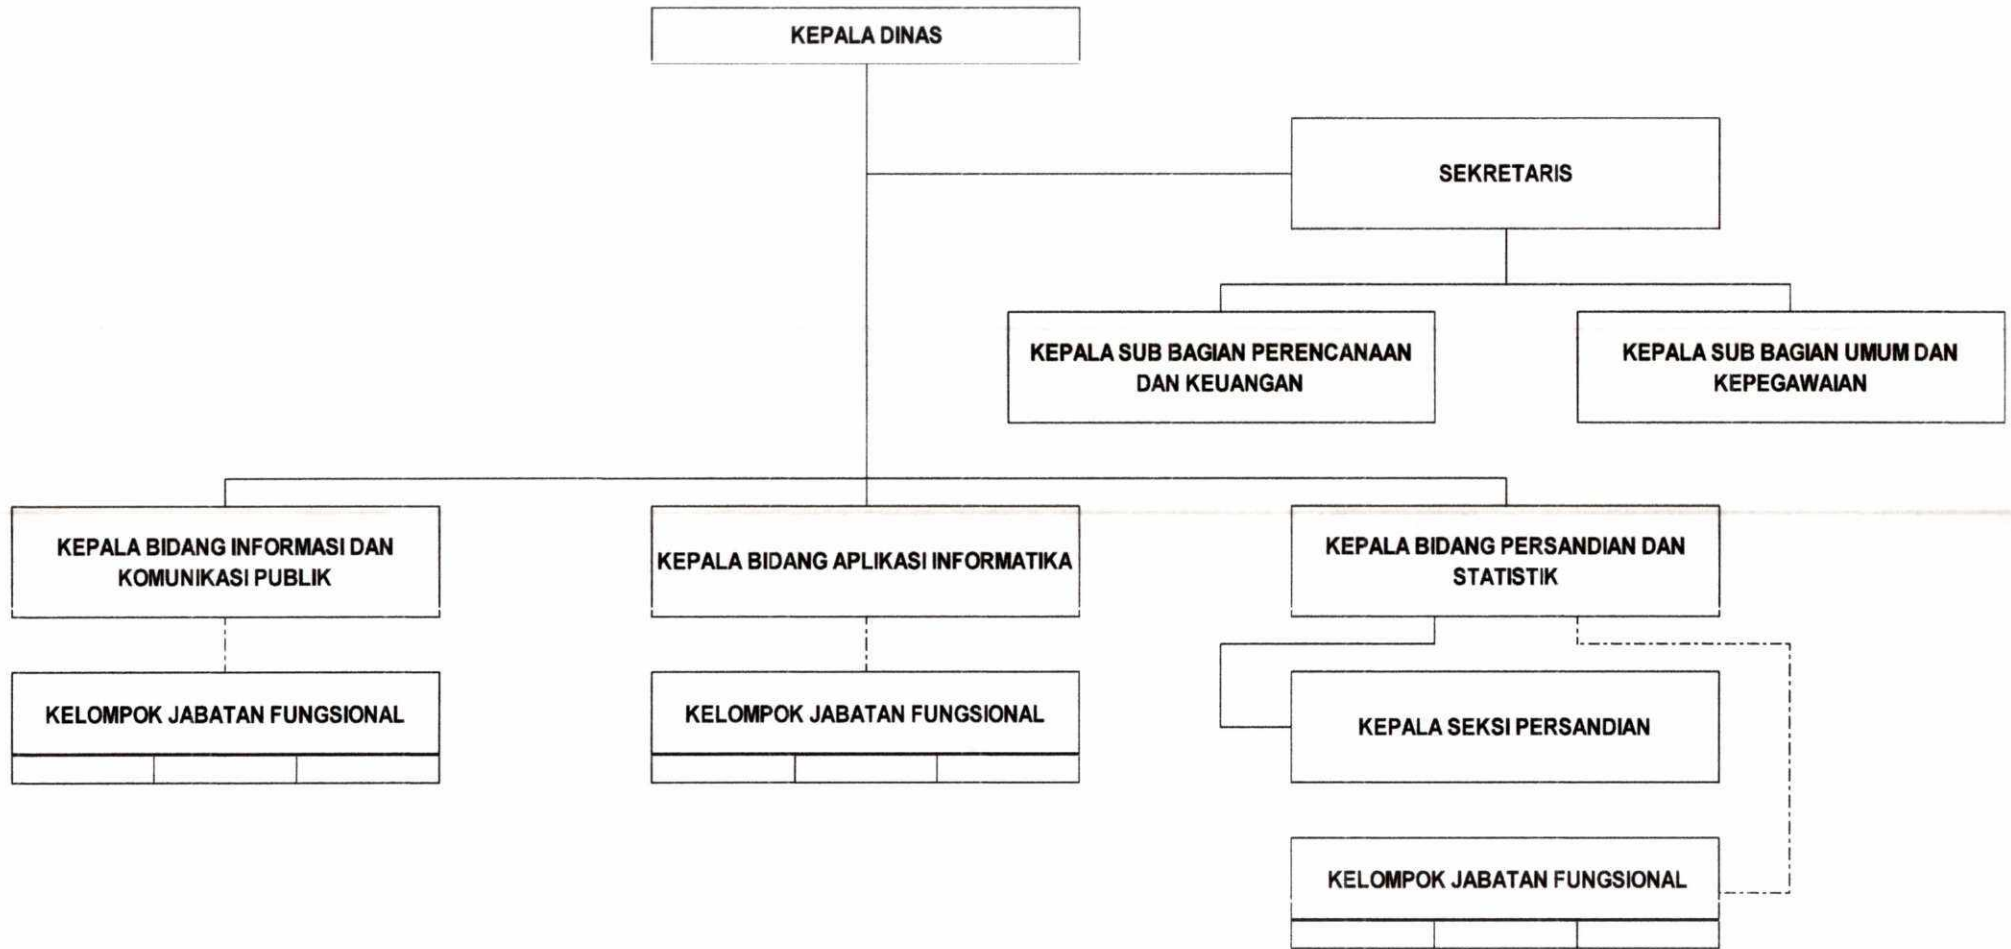 KEPALA DINAS
SEKRETARIS
KEPALA SUB BAGIAN PERENCANAAN
DAN KEUANGAN
KEPALA SUB BAGIAN UMUM DAN
KEPEGAWAIAN
KEPALA BIDANG INFORMASI DAN
KOMUNIKASI PUBLIK
KEPALA BIDANG APLIKASI INFORMATIKA
KEPALA BIDANG PERSANDIAN DAN
STATISTIK
KELOMPOK JABATAN FUNGSIONAL
KELOMPOK JABATAN FUNGSIONAL
KEPALA SEKSI PERSANDIAN
KELOMPOK JABATAN FUNGSIONAL